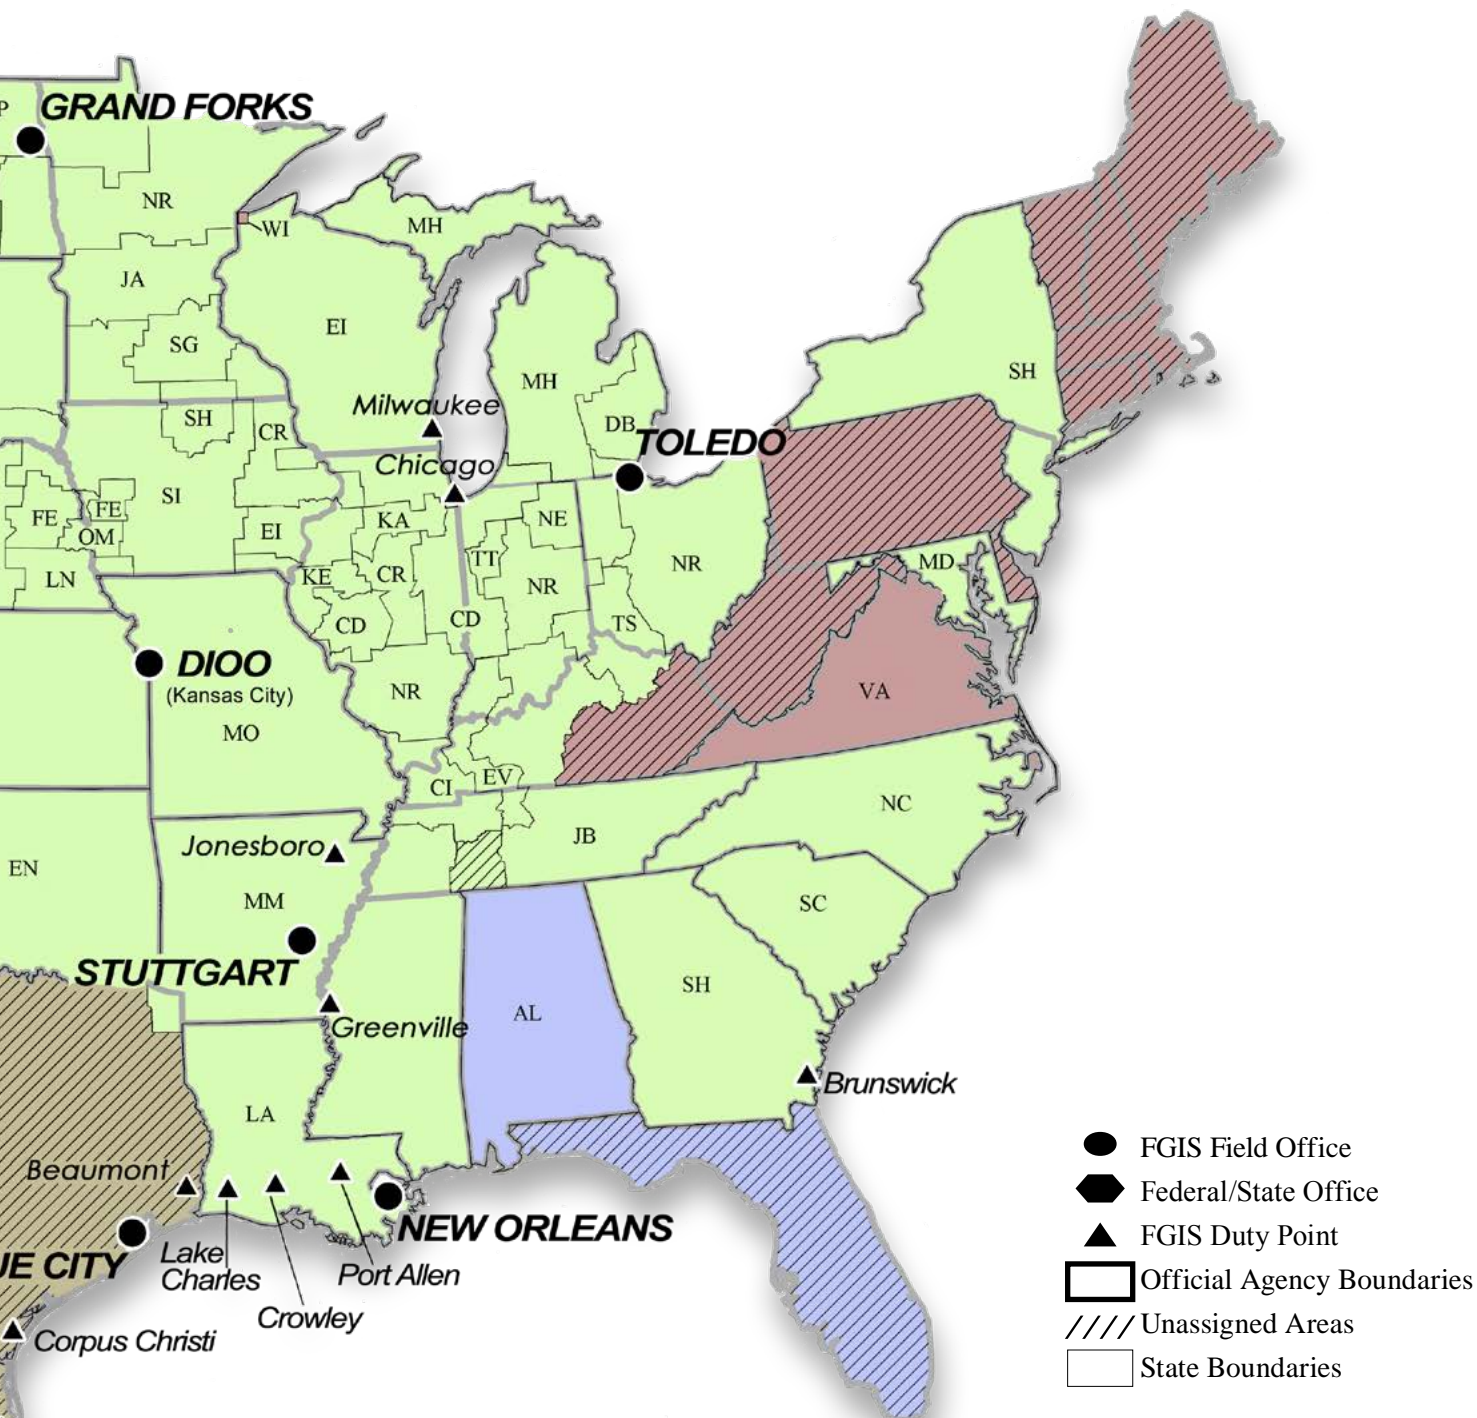 P
GRAND FORKS
NR
WI
MH
JA
EI
SG
SH
MH
SH
Milwaukee
CR
DB
TOLEDO
Chicago
SI
FE
FE
OM
EI
KA
NE
TT
NR
MD
LN
KE
CR
NR
CD
CD
TS
DIOO
(Kansas City)
NR
VA
MO
CI
EV
NC
JB
Jonesboro
EN
MM
SC
STUTTGART
SH
Greenville
AL
Brunswick
LA
Beaumont
NEW ORLEANS
UE CITY
Lake
Charles
Port Allen
Crowley
Corpus Christi
FGIS Field Office
Federal/State Office
FGIS Duty Point
Official Agency Boundaries
Unassigned Areas
State Boundaries